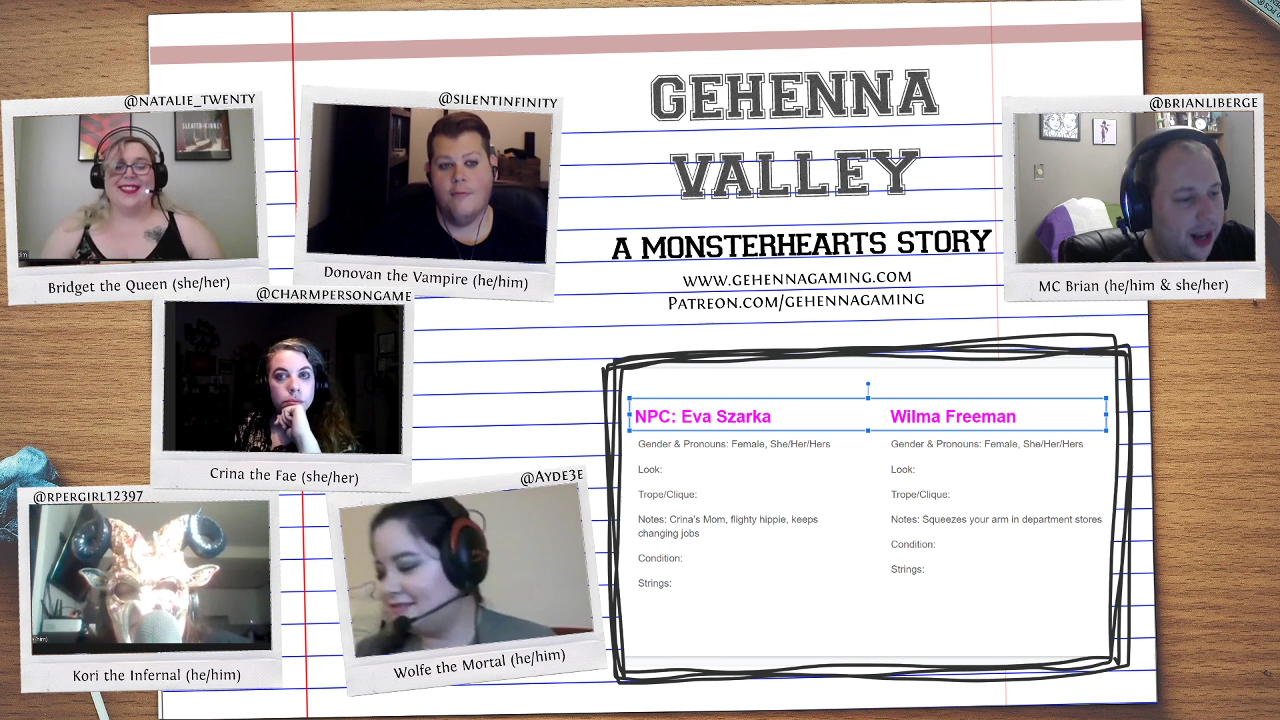 @NATALIE_TWENTY
SLEATER-KINNEY
Bridget the Queen (she/her)
@SILENTINFINITY
Donovan the Vampire (he/him)
GEHENNA
VALLEY
A MONSTERHEARTS STORY
WWW.GEHENNAGAMING.COM
PATREON.COM/GEHENNAGAMING
@BRIANLIBERGE
MC Brian (he/him & she/her)
@CHARMPERSONGAME
Crina the Fae (she/her)
@RPERGIRL12397
Kori the Infernal (he/him)
@AYDE3E
Wolfe the Mortal (he/him)
NPC: Eva Szarka
Gender & Pronouns: Female, She/Her/Hers
Look:
Trope/Clique:
Notes: Crina's Mom, flighty hippie, keeps
changing jobs
Condition:
Strings:
Wilma Freeman
Gender & Pronouns: Female, She/Her/Hers
Look:
Trope/Clique:
Notes: Squeezes your arm in department stores
Condition:
Strings: